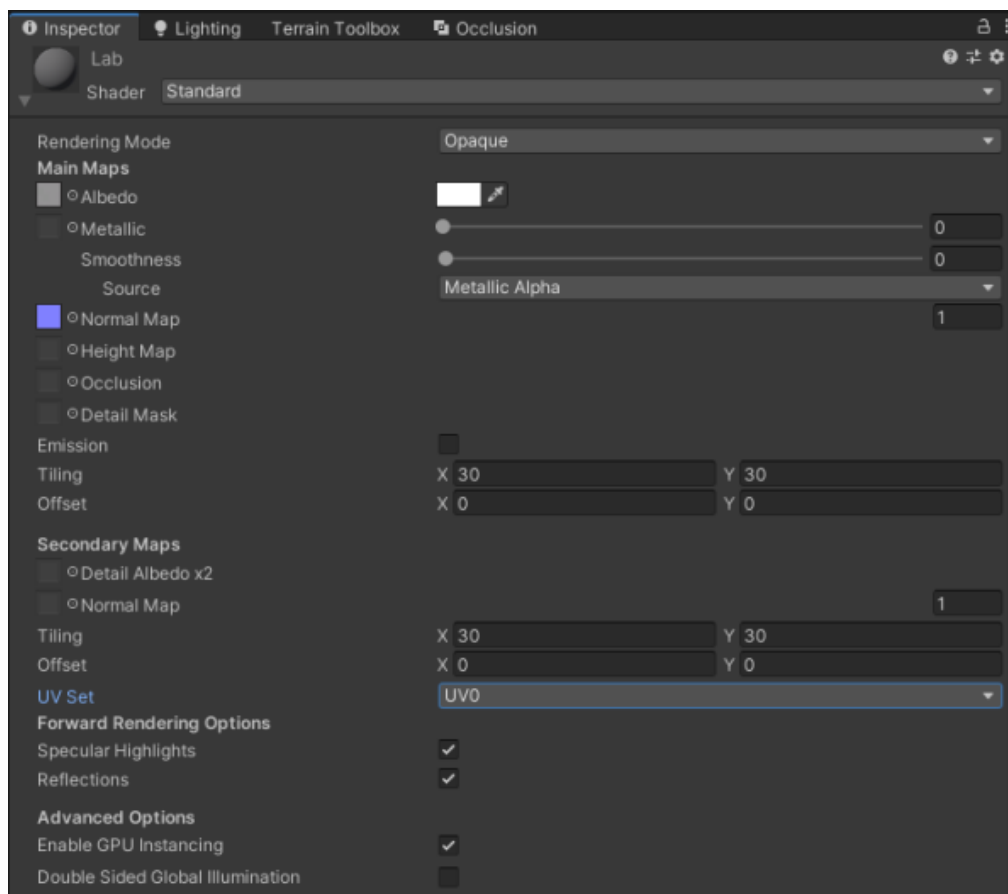 Inspector Lighting Terrain Toolbox Occlusion
Lab
Shader Standard
Rendering Mode Opaque
Main Maps
Albedo
Metallic 0
Smoothness 0
Source Metallic Alpha
Normal Map 1
Height Map
Occlusion
Detail Mask
Emission
Tiling X 30 Y 30
Offset X 0 Y 0
Secondary Maps
Detail Albedo x2
Normal Map 1
Tiling X 30 Y 30
Offset X 0 Y 0
UV Set UV0
Forward Rendering Options
Specular Highlights
Reflections
Advanced Options
Enable GPU Instancing
Double Sided Global Illumination